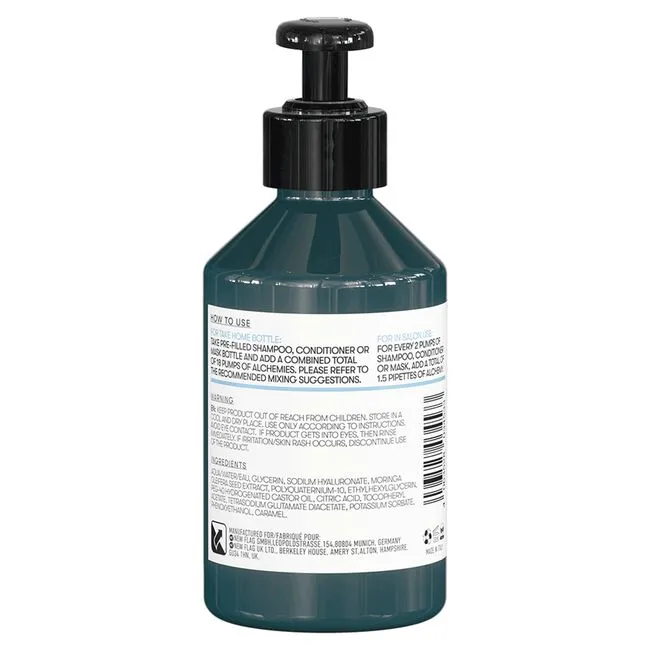 HOW TO USE
FOR TAKE HOME BOTTLE:
TAKE PRE-FILLED SHAMPOO, CONDITIONER OR
MASK BOTTLE AND ADD A COMBINED TOTAL
OF 18 PUMPS OF ALCHEMIES. PLEASE REFER TO
THE RECOMMENDED MIXING SUGGESTIONS.
FOR IN SALON USE:
FOR EVERY 2 PUMPS OF
SHAMPOO, CONDITIONER
OR MASK, ADD A TOTAL OF
1.5 PIPETTES OF ALCHEMI
WARNING
EN: KEEP PRODUCT OUT OF REACH FROM CHILDREN. STORE IN A
COOL AND DRY PLACE. USE ONLY ACCORDING TO INSTRUCTIONS.
AVOID EYE CONTACT. IF PRODUCT GETS INTO EYES, THEN RINSE
IMMEDIATELY. IF IRRITATION/SKIN RASH OCCURS, DISCONTINUE USE
OF THE PRODUCT.
INGREDIENTS
AQUA/WATER/EAU, GLYCERIN, SODIUM HYALURONATE, MORINGA
OLEIFERA SEED EXTRACT, POLYQUATERNIUM-10, ETHYLHEXYLGLYCERIN,
PEG-40 HYDROGENATED CASTOR OIL, CITRIC ACID, TOCOPHERYL
ACETATE, TETRASODIUM GLUTAMATE DIACETATE, POTASSIUM SORBATE,
PHENOXYETHANOL, CARAMEL.
MANUFACTURED FOR/FABRIQUÉ POUR:
NEW FLAG GMBH, LEOPOLDSTRASSE 154, 80804 MUNICH, GERMANY
NEW FLAG UK LTD., BERKELEY HOUSE, AMERY ST, ALTON, HAMPSHIRE,
GU34 1HN, UK.
MADE IN